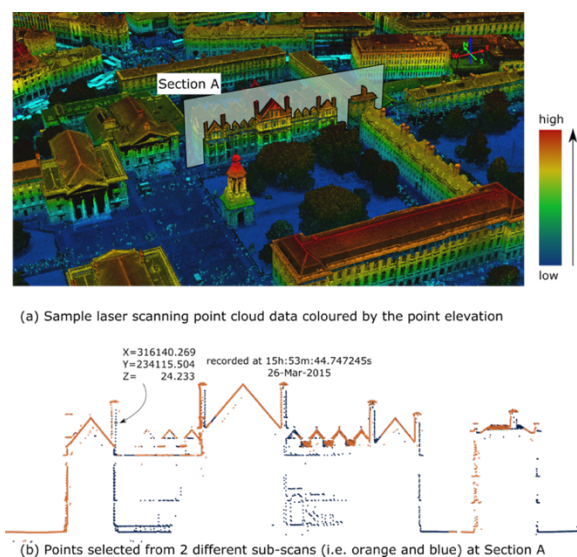 Section A
high
low
(a) Sample laser scanning point cloud data coloured by the point elevation
X=316140.269
Y=234115.504
Z= 24.233
recorded at 15h:53m:44.747245s
26-Mar-2015
(b) Points selected from 2 different sub-scans (i.e. orange and blue) at Section A